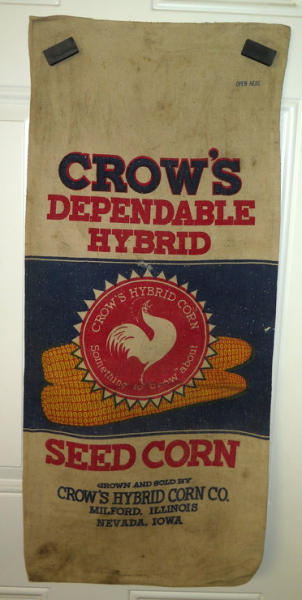 OPEN HERE
CROW'S
DEPENDABLE
HYBRID
CROW'S HYBRID CORN
Something to "Crow" about
SEED CORN
GROWN AND SOLD BY
CROW'S HYBRID CORN CO.
MILFORD, ILLINOIS
NEVADA, IOWA